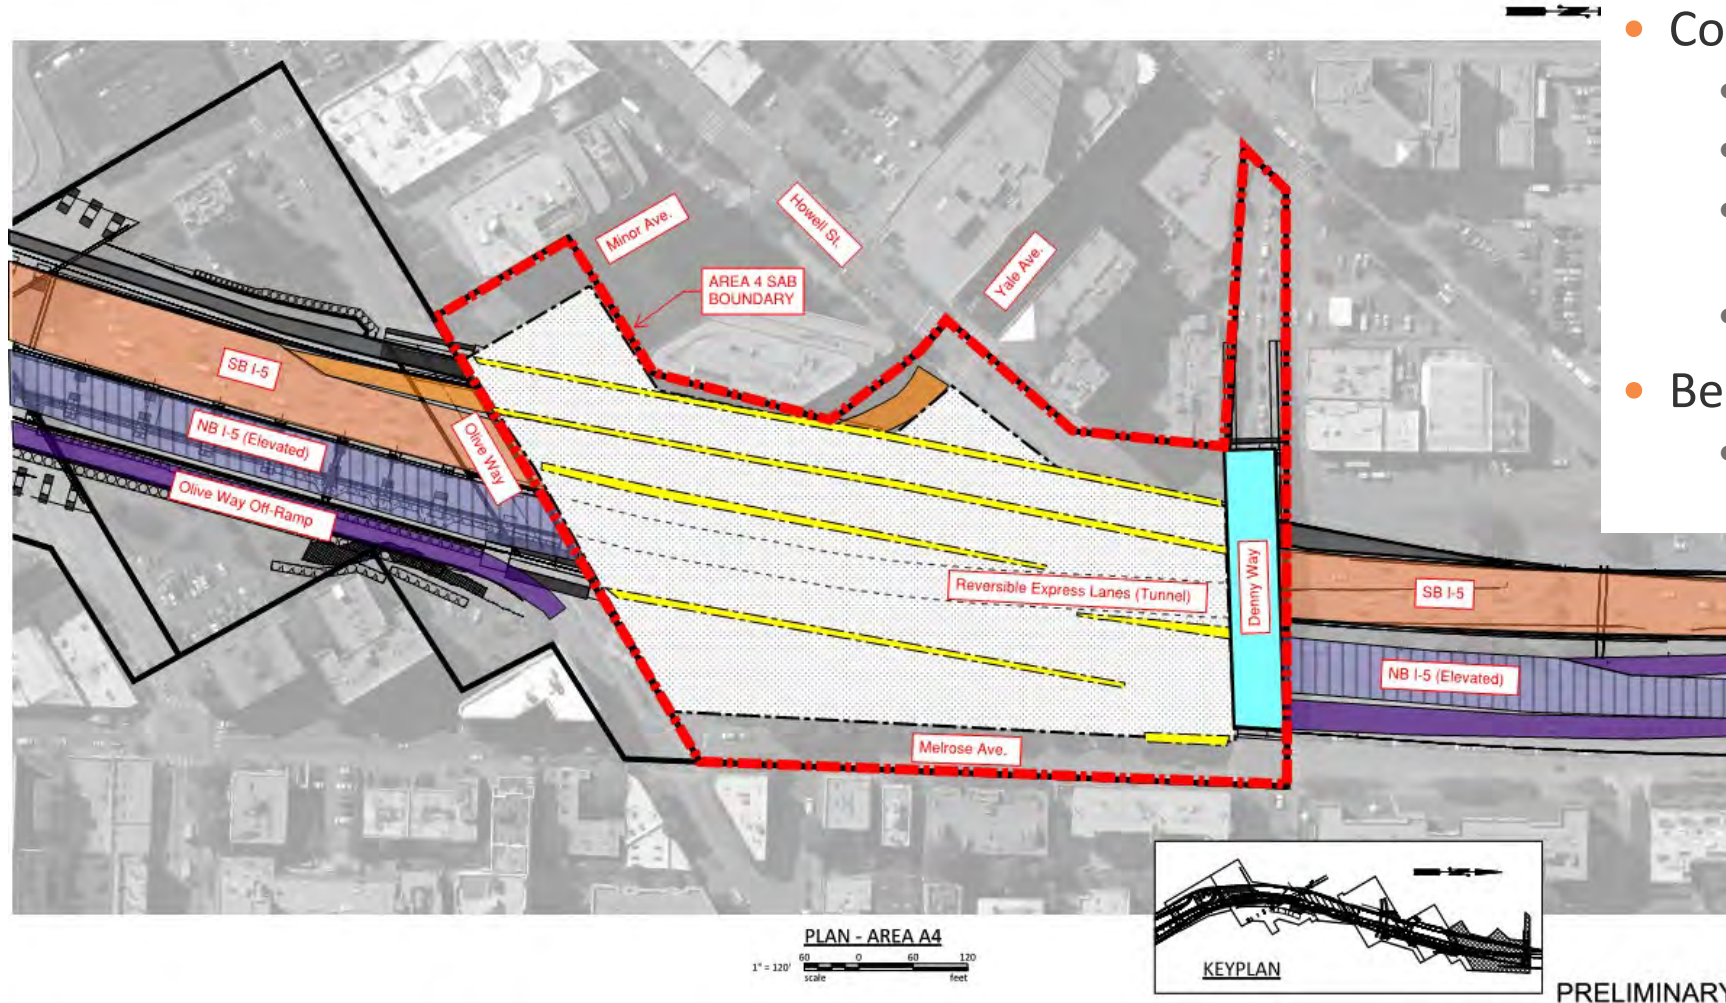 Co
Be
Minor Ave.
Howell St.
Yale Ave.
AREA 4 SAB
BOUNDARY
SB I-5
NB I-5 (Elevated)
Olive Way
Olive Way Off-Ramp
Reversible Express Lanes (Tunnel)
Denny Way
SB I-5
NB I-5 (Elevated)
Melrose Ave.
PLAN - AREA A4
1" = 120'
60 0 60 120
scale feet
KEYPLAN
PRELIMINARY